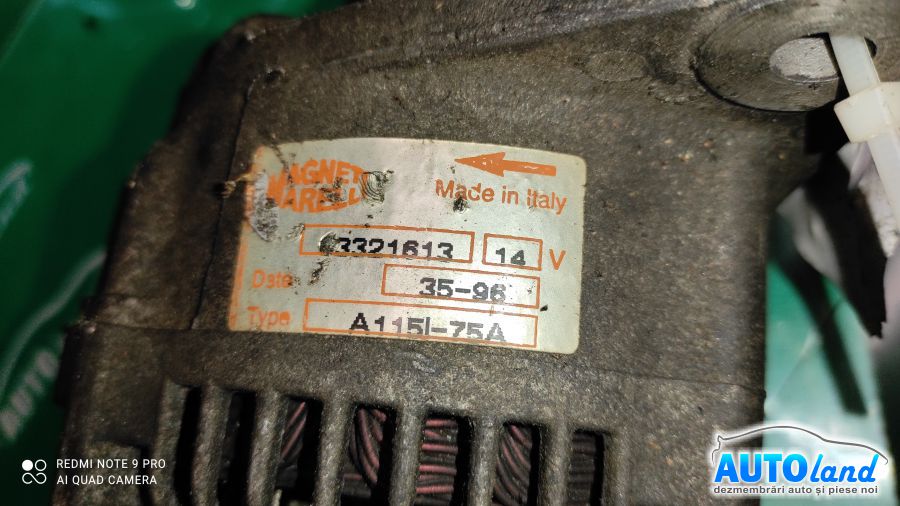 MAGNETI
MARELLI
Made in Italy
63321613 14 V
Date 35-96
Type A115I-75A
REDMI NOTE 9 PRO
AI QUAD CAMERA
AUTOland
dezmembrări auto și piese noi
AUTO